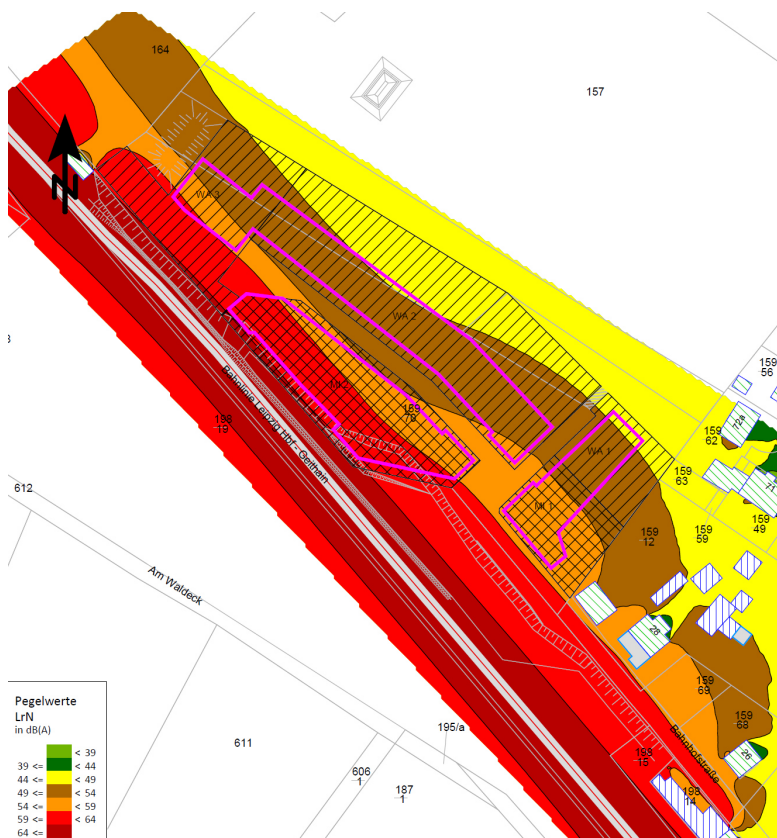 164
157
WA 3
WA 2
159
56
MI 2
159
70
159
62
72a
Bahnlinie Leipzig Hbf - Geithain
198
19
WA 1
159
63
71
612
MI 1
159
12
159
59
159
49
Am Waldeck
28
159
69
159
68
Pegelwerte
LrN
in dB(A)
< 39
39 <= < 44
44 <= < 49
49 <= < 54
54 <= < 59
59 <= < 64
64 <=
611
195/a
606
1
187
1
198
15
Bahnhofstraße
26
198
14